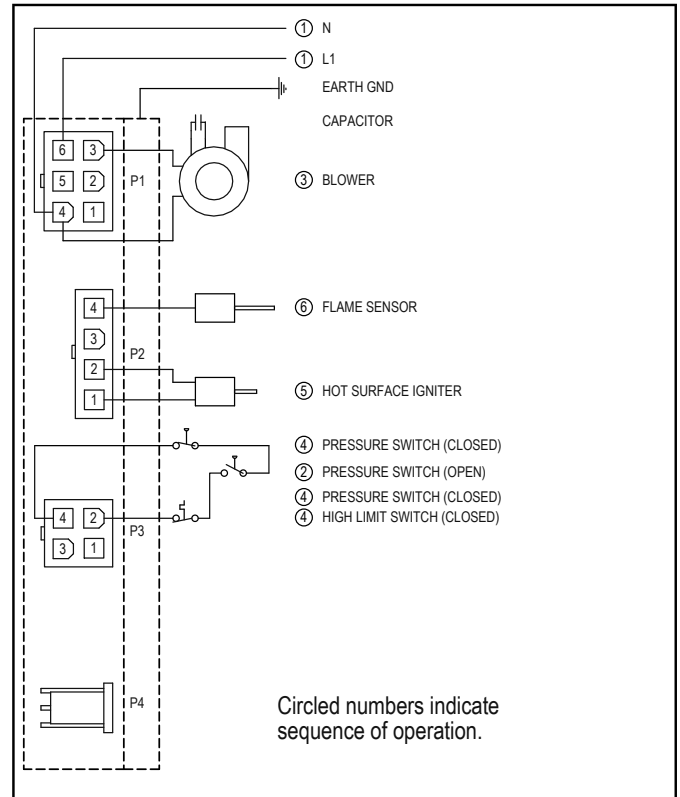 ① N
① L1
EARTH GND
CAPACITOR
6 3
5 2
4 1
P1
③ BLOWER
4
3
2
1
P2
⑥ FLAME SENSOR
⑤ HOT SURFACE IGNITER
④ PRESSURE SWITCH (CLOSED)
② PRESSURE SWITCH (OPEN)
④ PRESSURE SWITCH (CLOSED)
④ HIGH LIMIT SWITCH (CLOSED)
4 2
3 1
P3
P4
Circled numbers indicate
sequence of operation.